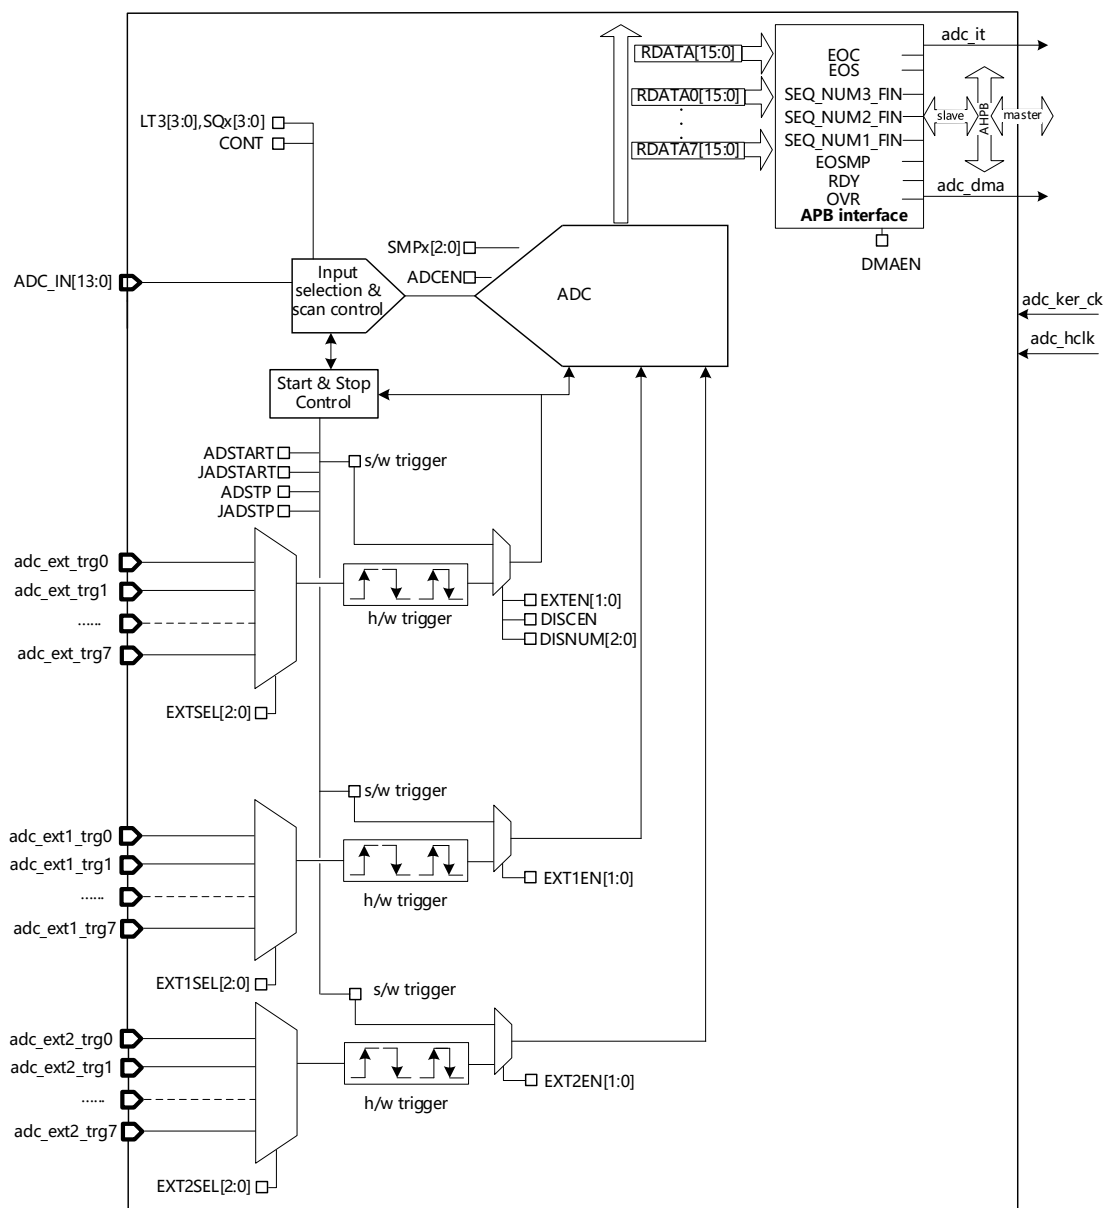 adc_it
RDATA[15:0]
EOC
EOS
RDATA0[15:0]
SEQ_NUM3_FIN
LT3[3:0],SQx[3:0]
SEQ_NUM2_FIN
slave
AHPB
master
CONT
SEQ_NUM1_FIN
RDATA7[15:0]
EOSMP
RDY
adc_dma
OVR
APB interface
SMPx[2:0]
DMAEN
ADC_IN[13:0]
Input
selection &
scan control
ADCEN
ADC
adc_ker_ck
adc_hclk
Start & Stop
Control
ADSTART
s/w trigger
JADSTART
ADSTP
JADSTP
adc_ext_trg0
adc_ext_trg1
......
adc_ext_trg7
h/w trigger
EXTEN[1:0]
DISCEN
DISNUM[2:0]
EXTSEL[2:0]
s/w trigger
adc_ext1_trg0
adc_ext1_trg1
......
adc_ext1_trg7
h/w trigger
EXT1EN[1:0]
EXT1SEL[2:0]
s/w trigger
adc_ext2_trg0
adc_ext2_trg1
......
adc_ext2_trg7
h/w trigger
EXT2EN[1:0]
EXT2SEL[2:0]